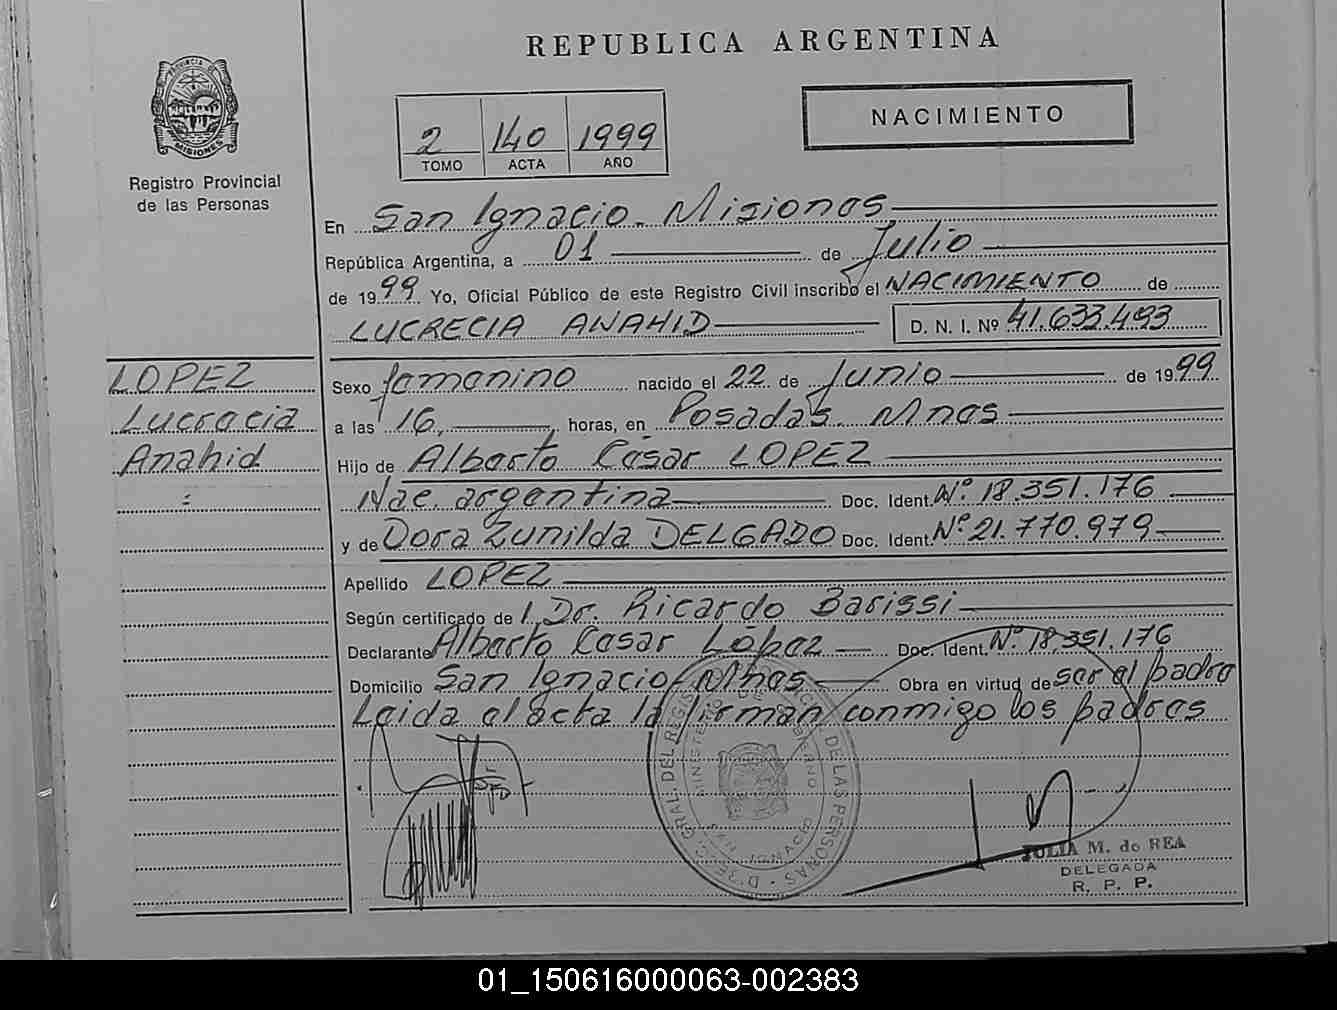 REPUBLICA ARGENTINA
PROVINCIA DE MISIONES
Registro Provincial
de las Personas
2 140 1999
TOMO ACTA AÑO
NACIMIENTO
En San Ignacio. Misiones
República Argentina, a 01 de Julio
de 1999 Yo, Oficial Público de este Registro Civil inscribo el NACIMIENTO de
LUCRECIA ANAHID D. N. I. Nº 41.633.493
LOPEZ
Lucrecia
Anahid
Sexo femenino nacido el 22 de Junio de 1999
a las 16, horas, en Posadas. Mnes
Hijo de Alberto César LOPEZ
Nac. argentina Doc. Ident. Nº 18.351.176
y de Dora Zunilda DELGADO Doc. Ident. Nº 21.770.979
Apellido LOPEZ
Según certificado de l Dr. Ricardo Barissi
Declarante Alberto Cesar López Doc. Ident. Nº 18.351.176
Domicilio San Ignacio-Mnes Obra en virtud de ser el padre
Leida el acta la firman conmigo los padres
JULIA M. de REA
DELEGADA
R. P. P.
01_150616000063-002383